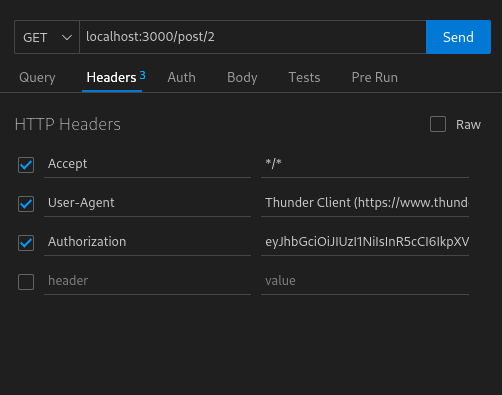 GET localhost:3000/post/2 Send
Query Headers 3 Auth Body Tests Pre Run
HTTP Headers Raw
Accept */*
User-Agent Thunder Client (https://www.thund
Authorization eyJhbGciOiJIUzI1NiIsInR5cCI6IkpXV
header value